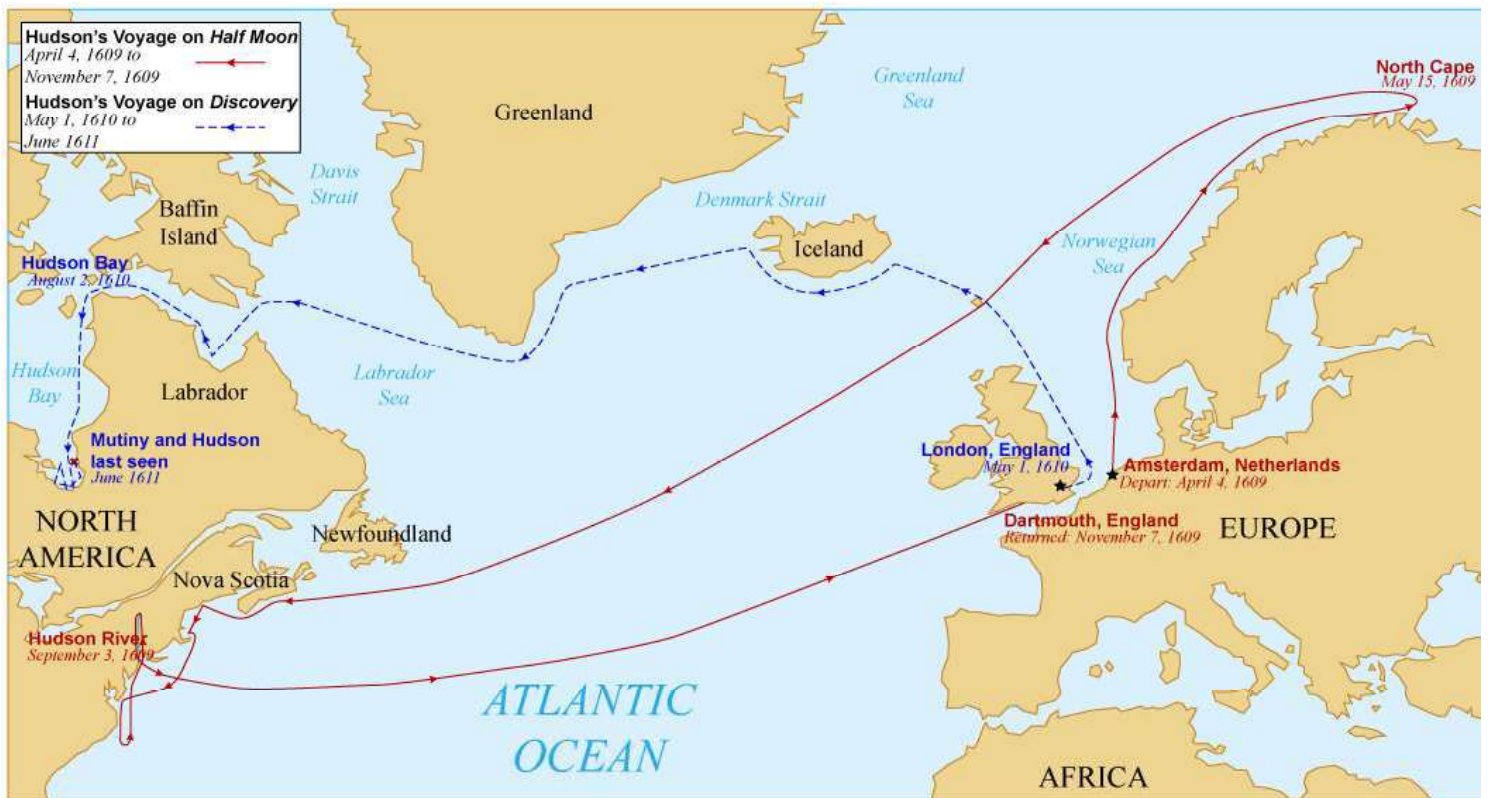 Hudson's Voyage on Half Moon
April 4, 1609 to
November 7, 1609
Hudson's Voyage on Discovery
May 1, 1610 to
June 1611
Greenland
Sea
North Cape
May 15, 1609
Greenland
Davis
Strait
Denmark Strait
Baffin
Island
Iceland
Norwegian
Sea
Hudson Bay
August 2, 1610
Hudson
Bay
Labrador
Labrador
Sea
Mutiny and Hudson
last seen
June 1611
London, England
May 1, 1610
Amsterdam, Netherlands
Depart: April 4, 1609
Dartmouth, England
Returned: November 7, 1609
EUROPE
NORTH
AMERICA
Newfoundland
Nova Scotia
Hudson River
September 3, 1609
ATLANTIC
OCEAN
AFRICA